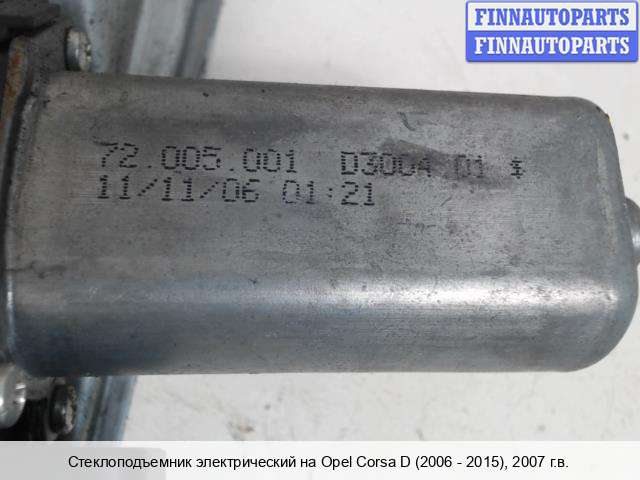 FINNAUTOPARTS
FINNAUTOPARTS
72.005.001 D3004 01 *
11/11/06 01:21
Стеклоподъемник электрический на Opel Corsa D (2006 - 2015), 2007 г.в.